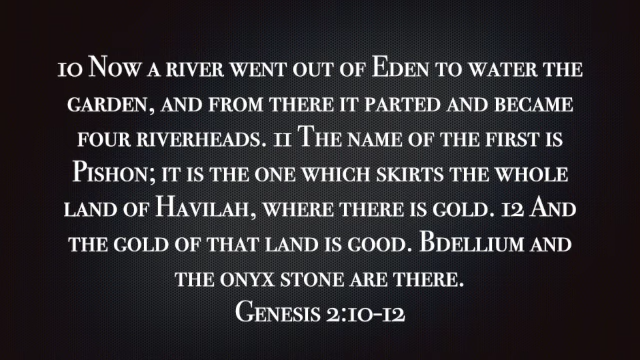 10 Now a river went out of Eden to water the
garden, and from there it parted and became
four riverheads. 11 The name of the first is
Pishon; it is the one which skirts the whole
land of Havilah, where there is gold. 12 And
the gold of that land is good. Bdellium and
the onyx stone are there.
Genesis 2:10-12